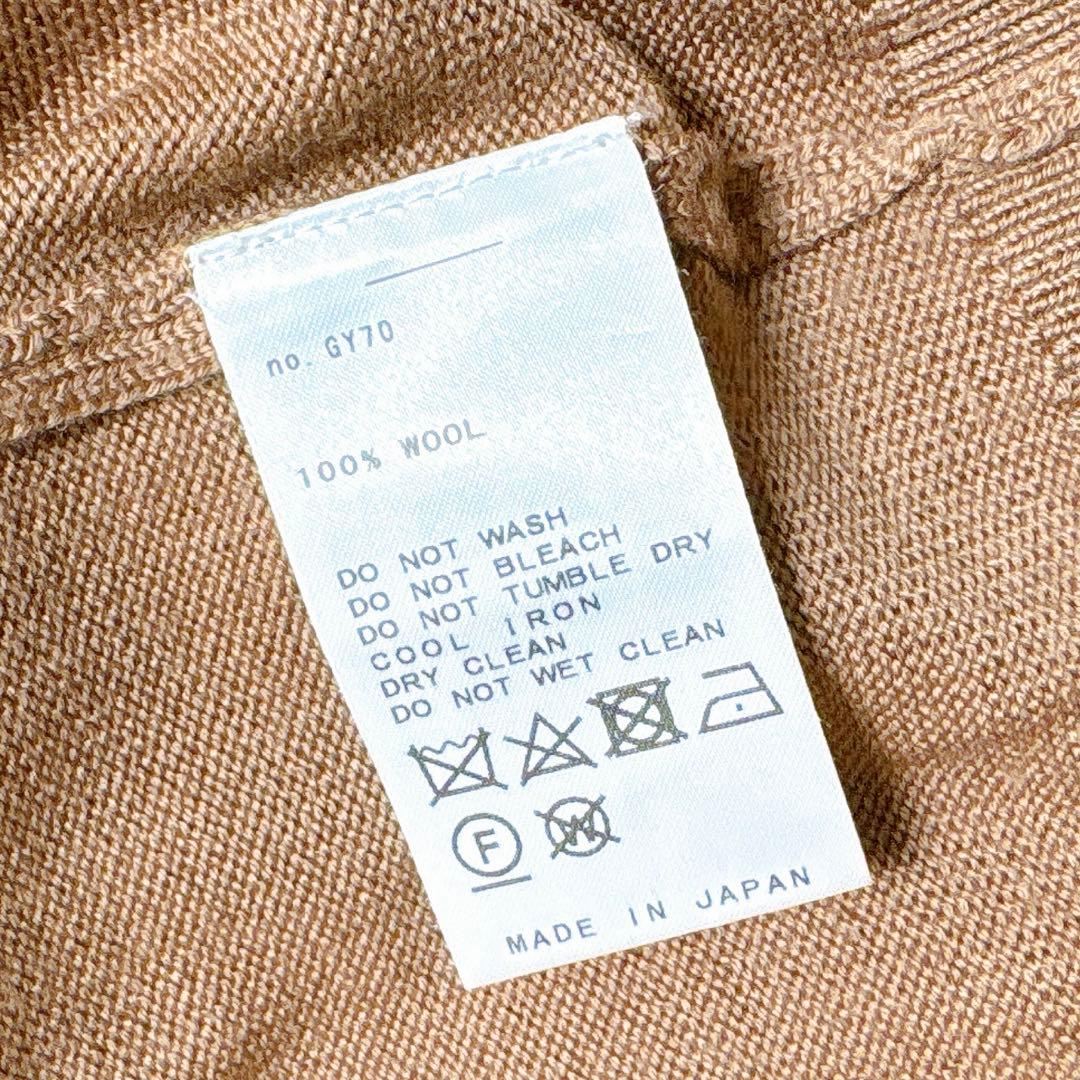 no. GY70
100% WOOL
DO NOT WASH
DO NOT BLEACH
DO NOT TUMBLE DRY
COOL IRON
DRY CLEAN
DO NOT WET CLEAN
F W
MADE IN JAPAN